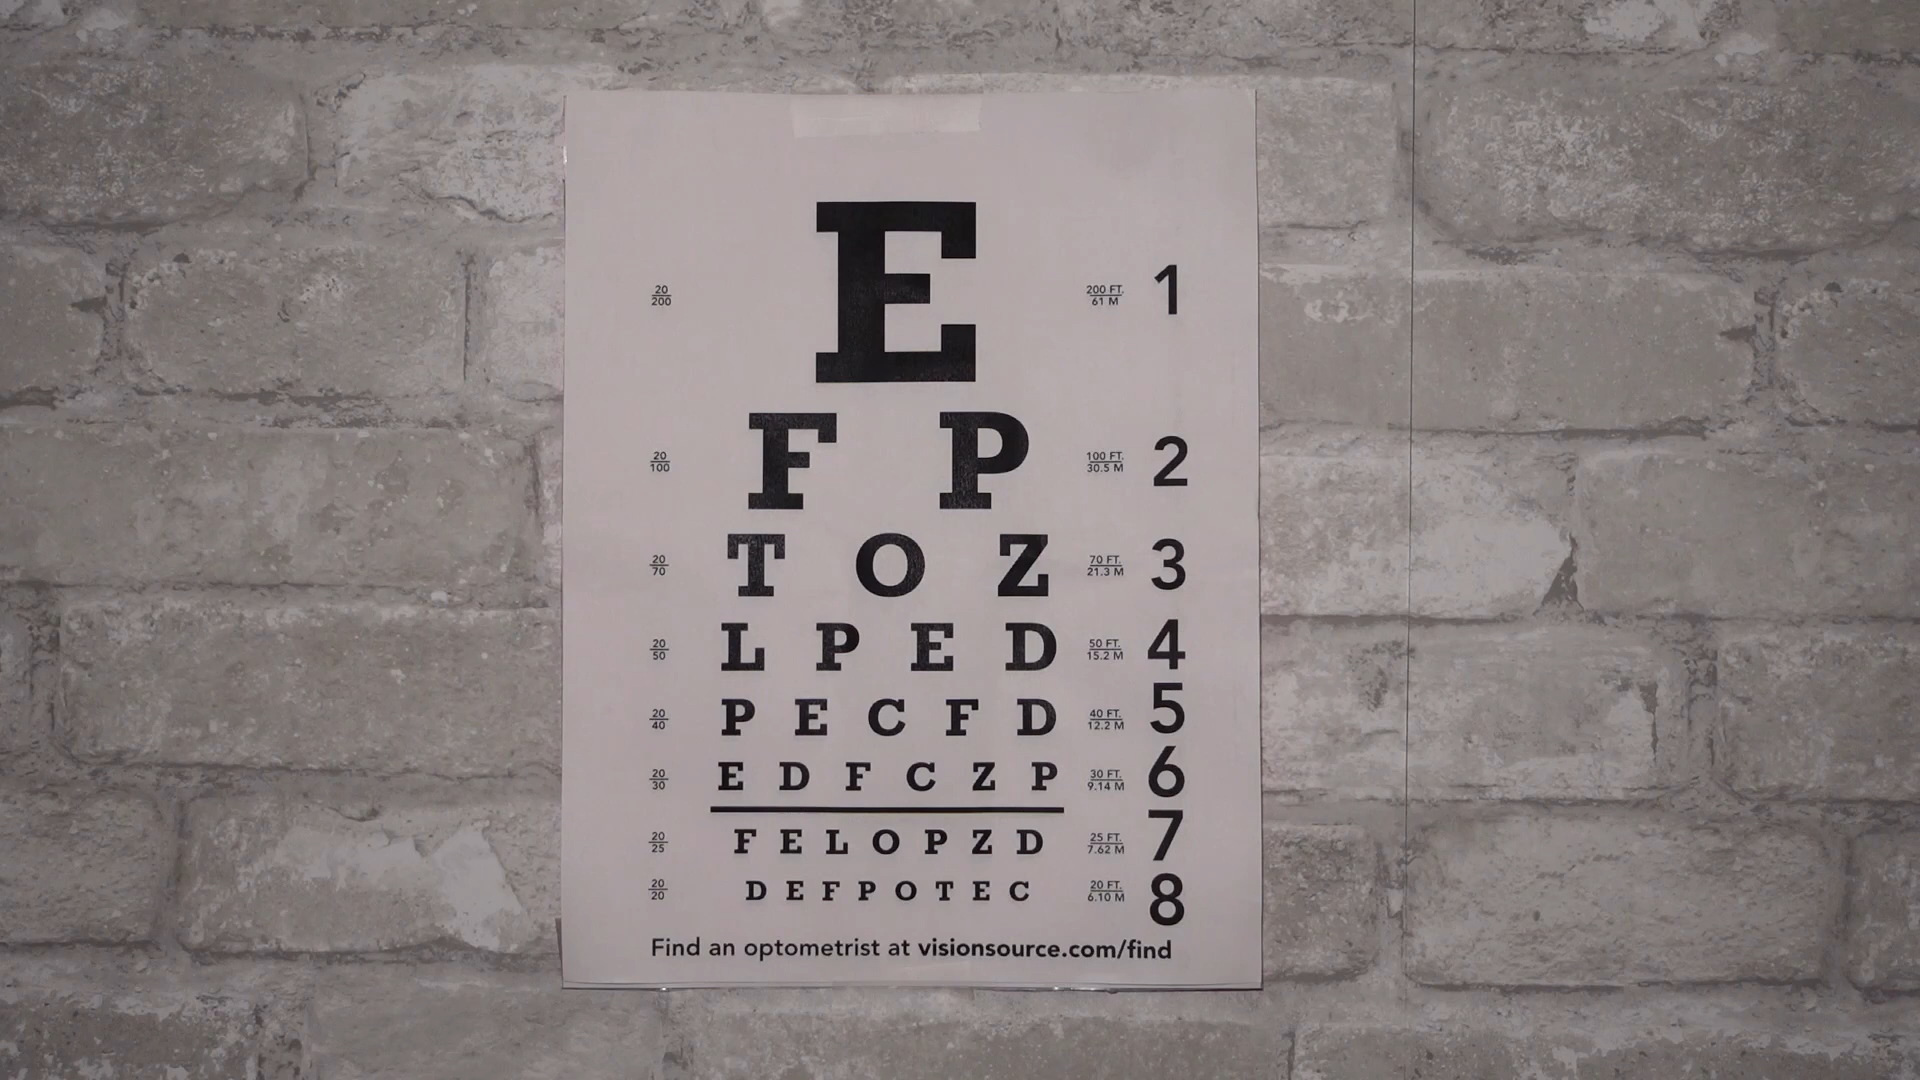 20/200 E 200 FT. 61 M 1
20/100 F P 100 FT. 30.5 M 2
20/70 T O Z 70 FT. 21.3 M 3
20/50 L P E D 50 FT. 15.2 M 4
20/40 P E C F D 40 FT. 12.2 M 5
20/30 E D F C Z P 30 FT. 9.14 M 6
20/25 F E L O P Z D 25 FT. 7.62 M 7
20/20 D E F P O T E C 20 FT. 6.10 M 8
Find an optometrist at visionsource.com/find